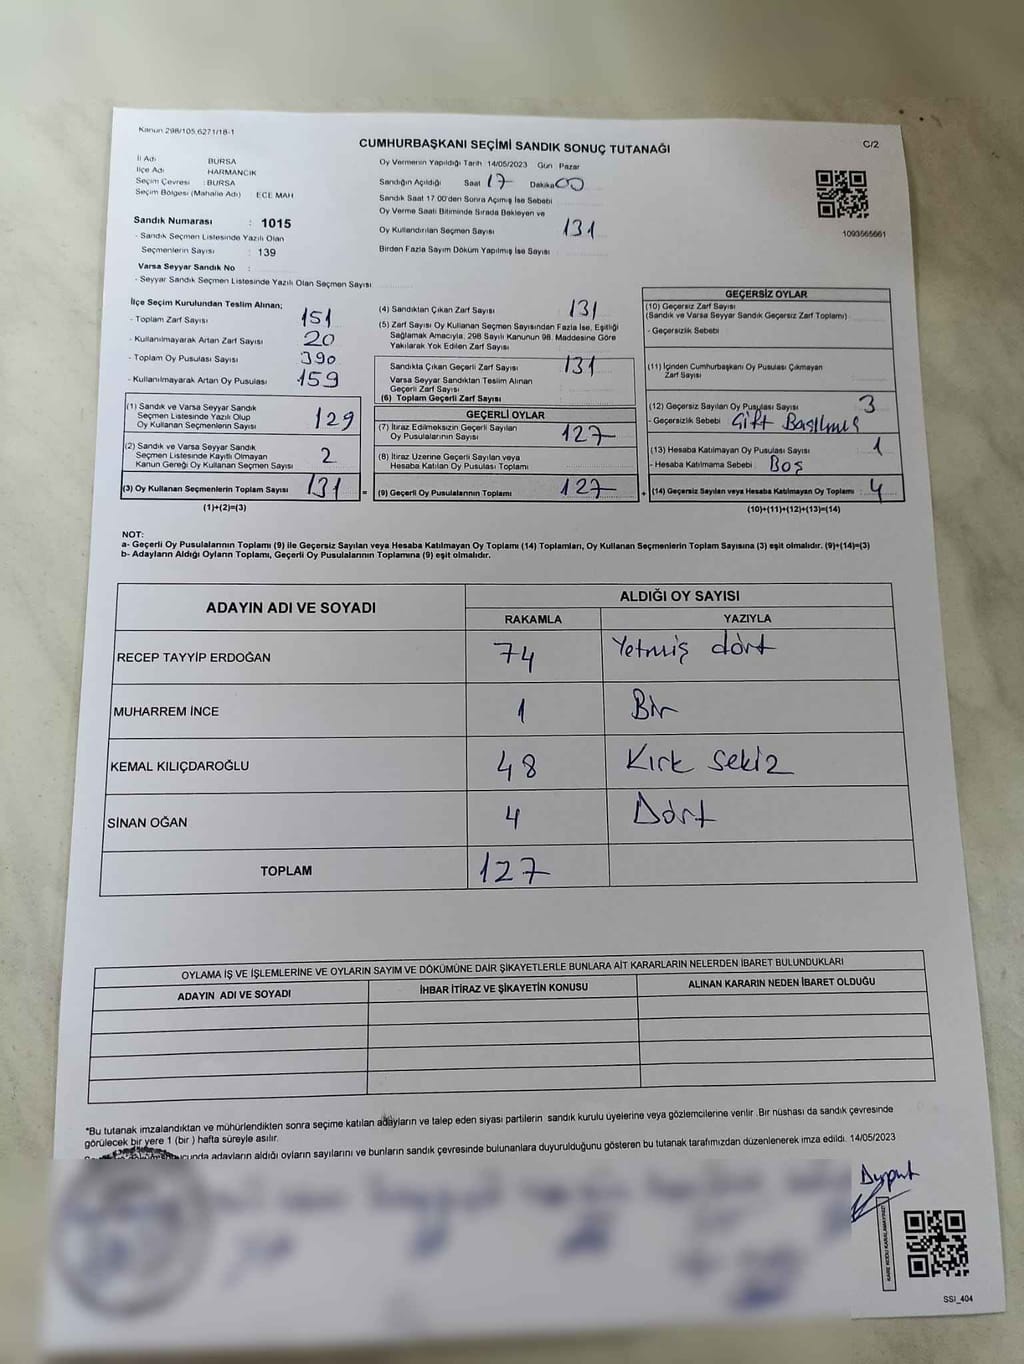 Kanun 298/105,6271/18-1
CUMHURBAŞKANI SEÇİMİ SANDIK SONUÇ TUTANAĞI
C/2
İl Adı : BURSA
İlçe Adı : HARMANCIK
Seçim Çevresi : BURSA
Seçim Bölgesi (Mahalle Adı) : ECE MAH
Oy Vermenin Yapıldığı Tarih : 14/05/2023 Gün : Pazar
Sandığın Açıldığı Saat 17 Dakika 00
Sandık Saat 17.00'den Sonra Açılmış İse Sebebi
Oy Verme Saati Bitiminde Sırada Bekleyen ve
Oy Kullandırılan Seçmen Sayısı 131
Birden Fazla Sayım Döküm Yapılmış İse Sayısı
1093565661
Sandık Numarası : 1015
- Sandık Seçmen Listesinde Yazılı Olan
Seçmenlerin Sayısı : 139
Varsa Seyyar Sandık No :
- Seyyar Sandık Seçmen Listesinde Yazılı Olan Seçmen Sayısı
İlçe Seçim Kurulundan Teslim Alınan;
- Toplam Zarf Sayısı 151
- Kullanılmayarak Artan Zarf Sayısı 20
- Toplam Oy Pusulası Sayısı 390
- Kullanılmayarak Artan Oy Pusulası 159
(1) Sandık ve Varsa Seyyar Sandık
Seçmen Listesinde Yazılı Olup
Oy Kullanan Seçmenlerin Sayısı 129
(2) Sandık ve Varsa Seyyar Sandık
Seçmen Listesinde Kayıtlı Olmayan
Kanun Gereği Oy Kullanan Seçmen Sayısı 2
(3) Oy Kullanan Seçmenlerin Toplam Sayısı 131
(1)+(2)=(3)
(4) Sandıktan Çıkan Zarf Sayısı 131
(5) Zarf Sayısı Oy Kullanan Seçmen Sayısından Fazla İse, Eşitliği
Sağlamak Amacıyla, 298 Sayılı Kanunun 98. Maddesine Göre
Yakılarak Yok Edilen Zarf Sayısı
Sandıkta Çıkan Geçerli Zarf Sayısı 131
Varsa Seyyar Sandıktan Teslim Alınan
Geçerli Zarf Sayısı
(6) Toplam Geçerli Zarf Sayısı
GEÇERLİ OYLAR
(7) İtiraz Edilmeksizin Geçerli Sayılan
Oy Pusulalarının Sayısı 127
(8) İtiraz Üzerine Geçerli Sayılan veya
Hesaba Katılan Oy Pusulası Toplamı
= (9) Geçerli Oy Pusulalarının Toplamı 127
GEÇERSİZ OYLAR
(10) Geçersiz Zarf Sayısı
(Sandık ve Varsa Seyyar Sandık Geçersiz Zarf Toplamı)
- Geçersizlik Sebebi
(11) İçinden Cumhurbaşkanı Oy Pusulası Çıkmayan
Zarf Sayısı
(12) Geçersiz Sayılan Oy Pusulası Sayısı 3
- Geçersizlik Sebebi Çift Basılmış
(13) Hesaba Katılmayan Oy Pusulası Sayısı 1
- Hesaba Katılmama Sebebi Boş
+ (14) Geçersiz Sayılan veya Hesaba Katılmayan Oy Toplamı 4
(10)+(11)+(12)+(13)=(14)
NOT:
a- Geçerli Oy Pusulalarının Toplamı (9) ile Geçersiz Sayılan veya Hesaba Katılmayan Oy Toplamı (14) Toplamları, Oy Kullanan Seçmenlerin Toplam Sayısına (3) eşit olmalıdır. (9)+(14)=(3)
b- Adayların Aldığı Oyların Toplamı, Geçerli Oy Pusulalarının Toplamına (9) eşit olmalıdır.
ADAYIN ADI VE SOYADI
ALDIĞI OY SAYISI
RAKAMLA YAZIYLA
RECEP TAYYİP ERDOĞAN 74 Yetmiş dört
MUHARREM İNCE 1 Bir
KEMAL KILIÇDAROĞLU 48 Kırk sekiz
SİNAN OĞAN 4 Dört
TOPLAM 127
OYLAMA İŞ VE İŞLEMLERİNE VE OYLARIN SAYIM VE DÖKÜMÜNE DAİR ŞİKAYETLERLE BUNLARA AİT KARARLARIN NELERDEN İBARET BULUNDUKLARI
ADAYIN ADI VE SOYADI İHBAR İTİRAZ VE ŞİKAYETİN KONUSU ALINAN KARARIN NEDEN İBARET OLDUĞU
*Bu tutanak imzalandıktan ve mühürlendikten sonra seçime katılan adayların ve talep eden siyasi partilerin sandık kurulu üyelerine veya gözlemcilerine verilir. Bir nüshası da sandık çevresinde
görülecek bir yere 1 (bir) hafta süreyle asılır.
adayların aldığı oyların sayılarını ve bunların sandık çevresinde bulunanlara duyurulduğunu gösteren bu tutanak tarafımızdan düzenlenerek imza edildi. 14/05/2023
KARE KODU KARALAMAYINIZ
SSI_404